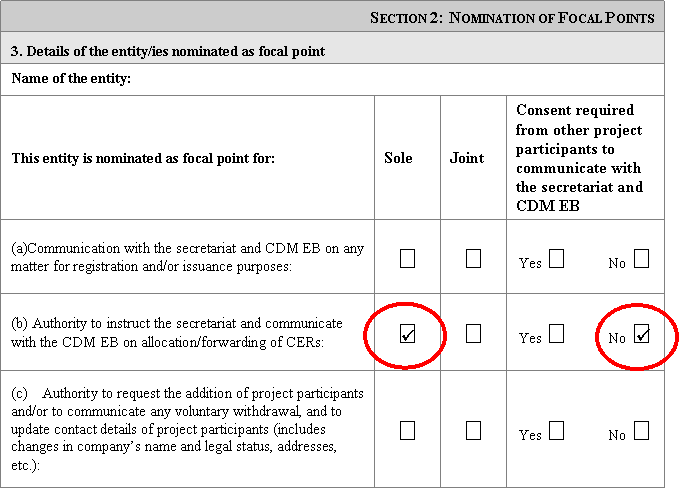 SECTION 2: NOMINATION OF FOCAL POINTS
3. Details of the entity/ies nominated as focal point
Name of the entity:
This entity is nominated as focal point for:
Sole
Joint
Consent required
from other project
participants to
communicate with
the secretariat and
CDM EB
(a)Communication with the secretariat and CDM EB on any
matter for registration and/or issuance purposes:
Yes ☐ No ☐
(b) Authority to instruct the secretariat and communicate
with the CDM EB on allocation/forwarding of CERs:
Yes ☐ No ☑
(c) Authority to request the addition of project participants
and/or to communicate any voluntary withdrawal, and to
update contact details of project participants (includes
changes in company’s name and legal status, addresses,
etc.):
Yes ☐ No ☐